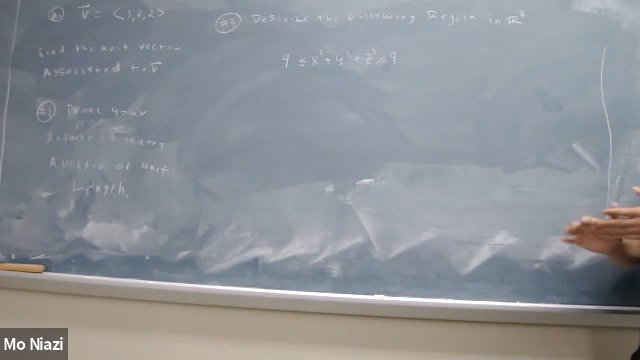 #1 v⃗ = ⟨3,2,2⟩
Find the unit vector
Associated to v⃗
#2 Prove your
Answer is indeed
A vector of unit
Length.
#3 Describe the following Region in ℝ³
4 ≤ x²+y²+z² ≤ 9
Mo Niazi